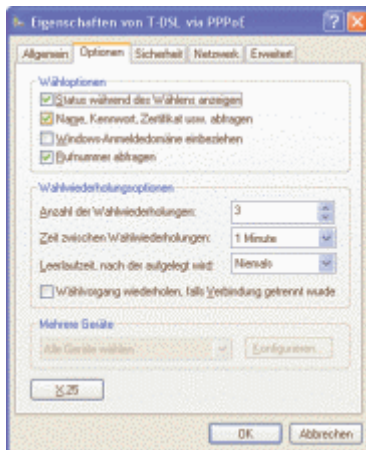 Eigenschaften von T-DSL via PPPoE
Allgemein Optionen Sicherheit Netzwerk Erweitert
Wähloptionen
Status während des Wählens anzeigen
Name, Kennwort, Zertifikat usw. abfragen
Windows-Anmeldedomäne einbeziehen
Rufnummer abfragen
Wahlwiederholungsoptionen
Anzahl der Wahlwiederholungen: 3
Zeit zwischen Wahlwiederholungen: 1 Minute
Leerlaufzeit, nach der aufgelegt wird: Niemals
Wählvorgang wiederholen, falls Verbindung getrennt wurde
Mehrere Geräte
Alle Geräte wählen Konfigurieren
X.25
OK Abbrechen